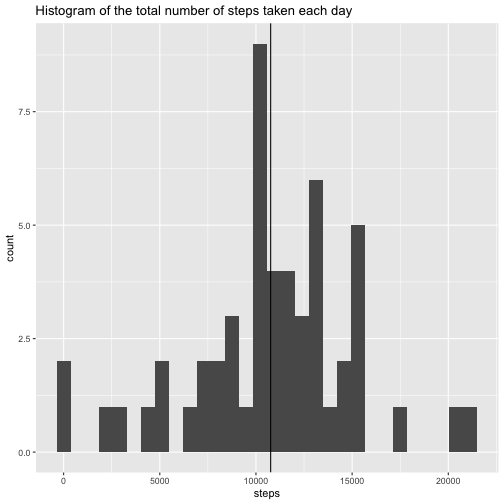 Histogram of the total number of steps taken each day
7.5
5.0
2.5
0.0
count
0 5000 10000 15000 20000
steps